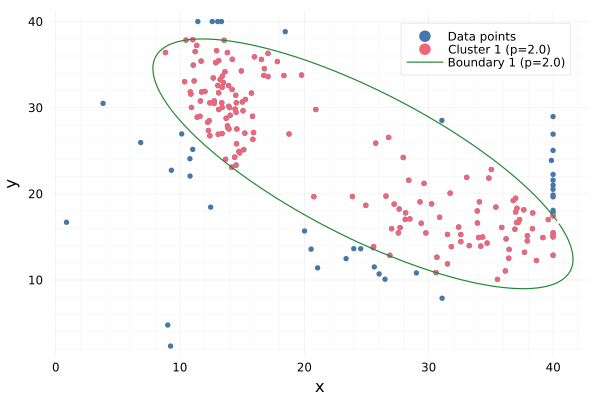 40
Data points
Cluster 1 (p=2.0)
Boundary 1 (p=2.0)
30
y
20
10
0 10 20 30 40
x